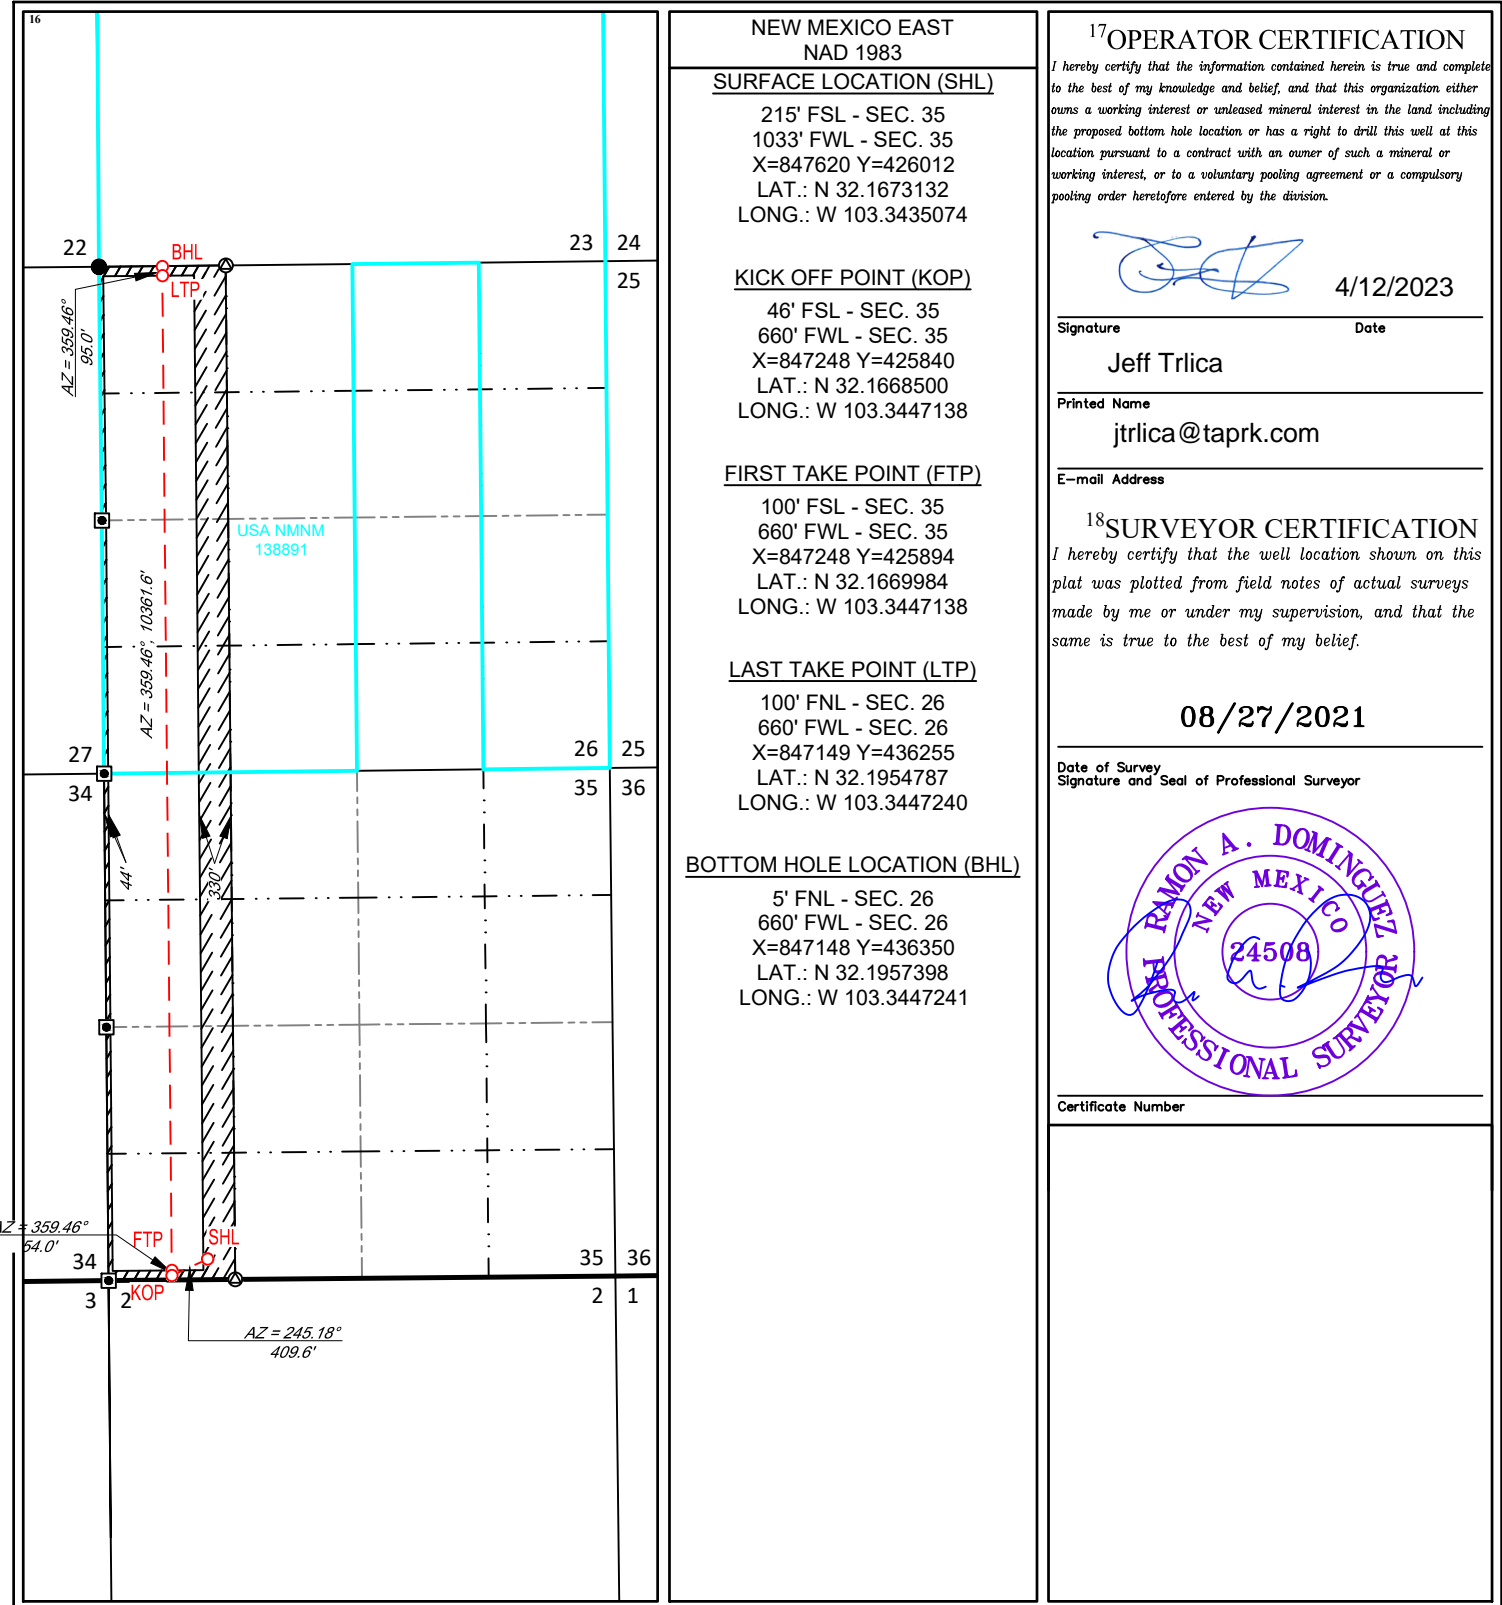 16
22
BHL
23
24
25
LTP
AZ = 359.46°
95.0'
USA NMNM
138891
AZ = 359.46°, 10361.6'
27
26
25
34
35
36
44'
330'
AZ = 359.46°
54.0'
FTP
SHL
34
35
36
KOP
3
2
2
1
AZ = 245.18°
409.6'
NEW MEXICO EAST
NAD 1983
SURFACE LOCATION (SHL)
215' FSL - SEC. 35
1033' FWL - SEC. 35
X=847620 Y=426012
LAT.: N 32.1673132
LONG.: W 103.3435074
KICK OFF POINT (KOP)
46' FSL - SEC. 35
660' FWL - SEC. 35
X=847248 Y=425840
LAT.: N 32.1668500
LONG.: W 103.3447138
FIRST TAKE POINT (FTP)
100' FSL - SEC. 35
660' FWL - SEC. 35
X=847248 Y=425894
LAT.: N 32.1669984
LONG.: W 103.3447138
LAST TAKE POINT (LTP)
100' FNL - SEC. 26
660' FWL - SEC. 26
X=847149 Y=436255
LAT.: N 32.1954787
LONG.: W 103.3447240
BOTTOM HOLE LOCATION (BHL)
5' FNL - SEC. 26
660' FWL - SEC. 26
X=847148 Y=436350
LAT.: N 32.1957398
LONG.: W 103.3447241
17OPERATOR CERTIFICATION
I hereby certify that the information contained herein is true and complete
to the best of my knowledge and belief, and that this organization either
owns a working interest or unleased mineral interest in the land including
the proposed bottom hole location or has a right to drill this well at this
location pursuant to a contract with an owner of such a mineral or
working interest, or to a voluntary pooling agreement or a compulsory
pooling order heretofore entered by the division.
4/12/2023
Signature Date
Jeff Trlica
Printed Name
jtrlica@taprk.com
E-mail Address
18SURVEYOR CERTIFICATION
I hereby certify that the well location shown on this
plat was plotted from field notes of actual surveys
made by me or under my supervision, and that the
same is true to the best of my belief.
08/27/2021
Date of Survey
Signature and Seal of Professional Surveyor
RAMON A. DOMINGUEZ
NEW MEXICO
24508
PROFESSIONAL SURVEYOR
Certificate Number